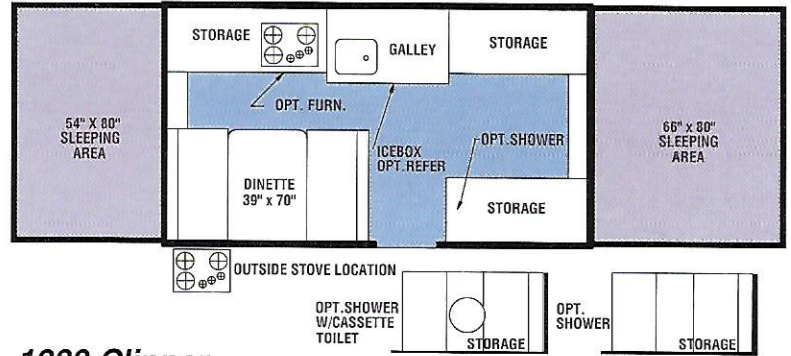 STORAGE
GALLEY
STORAGE
OPT. FURN.
54" X 80"
SLEEPING
AREA
66" x 80"
SLEEPING
AREA
ICEBOX
OPT.REFER
OPT.SHOWER
DINETTE
39" x 70"
STORAGE
OUTSIDE STOVE LOCATION
OPT.SHOWER
W/CASSETTE
TOILET
STORAGE
OPT.
SHOWER
STORAGE